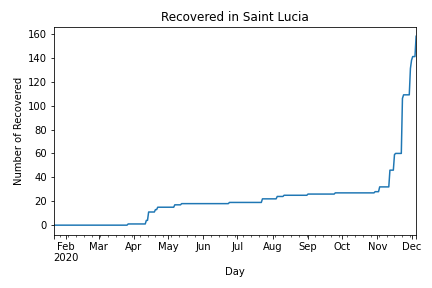 Recovered in Saint Lucia
Number of Recovered
160
140
120
100
80
60
40
20
0
Feb Mar Apr May Jun Jul Aug Sep Oct Nov Dec
2020
Day